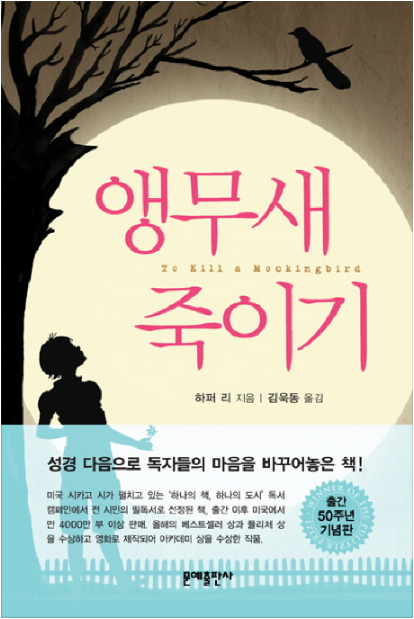 앵무새
To Kill a Mockingbird
죽이기
하퍼 리 지음 | 김욱동 옮김
성경 다음으로 독자들의 마음을 바꾸어놓은 책!
미국 시카고 시가 펼치고 있는 '하나의 책, 하나의 도시' 독서
캠페인에서 전 시민의 필독서로 선정된 책, 출간 이후 미국에서
만 4000만 부 이상 판매. 올해의 베스트셀러 상과 퓰리처 상
을 수상하고 영화로 제작되어 아카데미 상을 수상한 작품.
출간
50주년
기념판
문예출판사